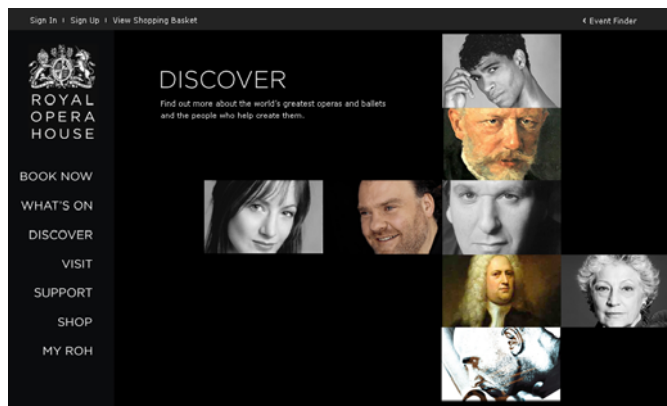 Sign In Sign Up View Shopping Basket
‹ Event Finder
ROYAL
OPERA
HOUSE
DISCOVER
Find out more about the world's greatest operas and ballets
and the people who help create them.
BOOK NOW
WHAT'S ON
DISCOVER
VISIT
SUPPORT
SHOP
MY ROH